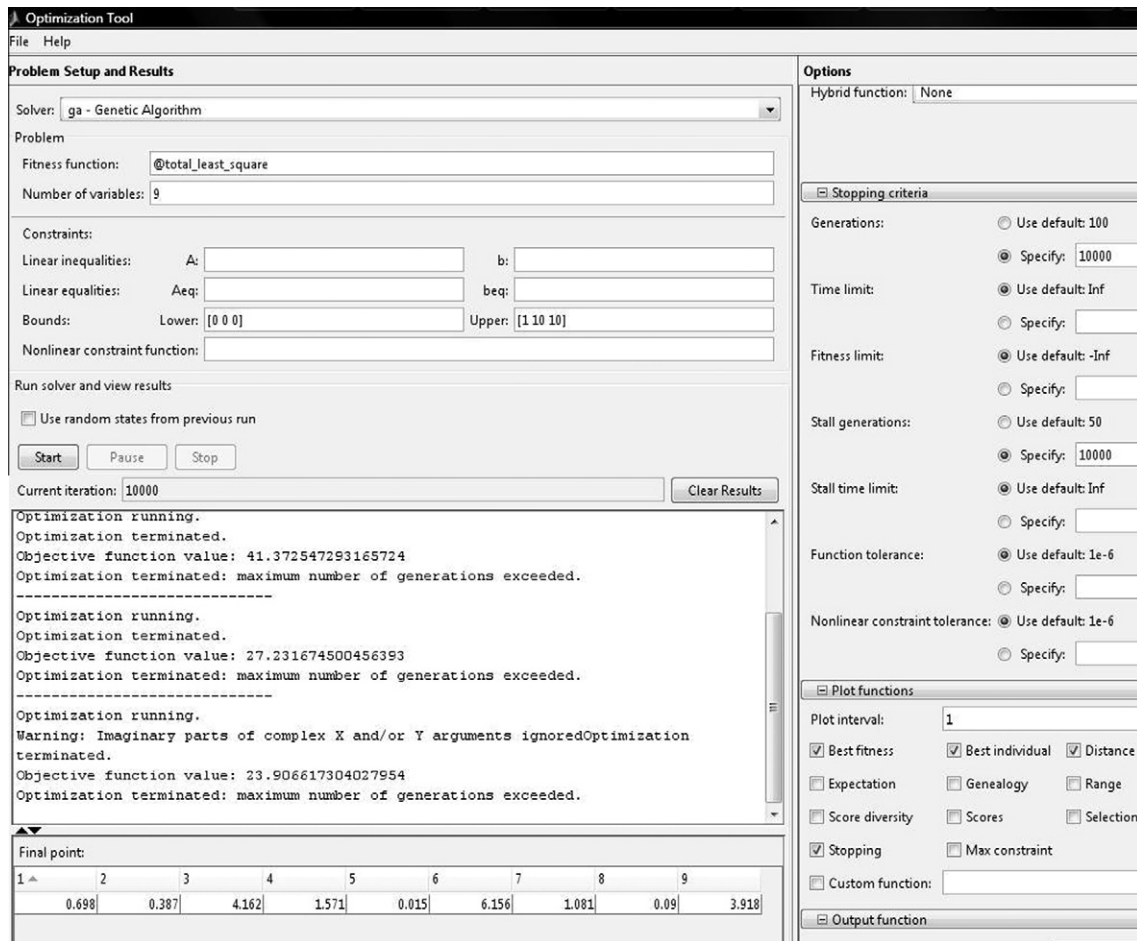 Optimization Tool
File Help
Problem Setup and Results
Solver: ga - Genetic Algorithm
Problem
Fitness function: @total_least_square
Number of variables: 9
Constraints:
Linear inequalities: A: b:
Linear equalities: Aeq: beq:
Bounds: Lower: [0 0 0] Upper: [1 10 10]
Nonlinear constraint function:
Run solver and view results
Use random states from previous run
Start Pause Stop
Current iteration: 10000 Clear Results
Optimization running.
Optimization terminated.
Objective function value: 41.372547293165724
Optimization terminated: maximum number of generations exceeded.
------------------------------
Optimization running.
Optimization terminated.
Objective function value: 27.231674500456393
Optimization terminated: maximum number of generations exceeded.
------------------------------
Optimization running.
Warning: Imaginary parts of complex X and/or Y arguments ignoredOptimization
terminated.
Objective function value: 23.906617304027954
Optimization terminated: maximum number of generations exceeded.
Final point:
1 2 3 4 5 6 7 8 9
0.698 0.387 4.162 1.571 0.015 6.156 1.081 0.09 3.918
Options
Hybrid function: None
Stopping criteria
Generations: Use default: 100
Specify: 10000
Time limit: Use default: Inf
Specify:
Fitness limit: Use default: -Inf
Specify:
Stall generations: Use default: 50
Specify: 10000
Stall time limit: Use default: Inf
Specify:
Function tolerance: Use default: 1e-6
Specify:
Nonlinear constraint tolerance: Use default: 1e-6
Specify:
Plot functions
Plot interval: 1
Best fitness Best individual Distance
Expectation Genealogy Range
Score diversity Scores Selection
Stopping Max constraint
Custom function:
Output function